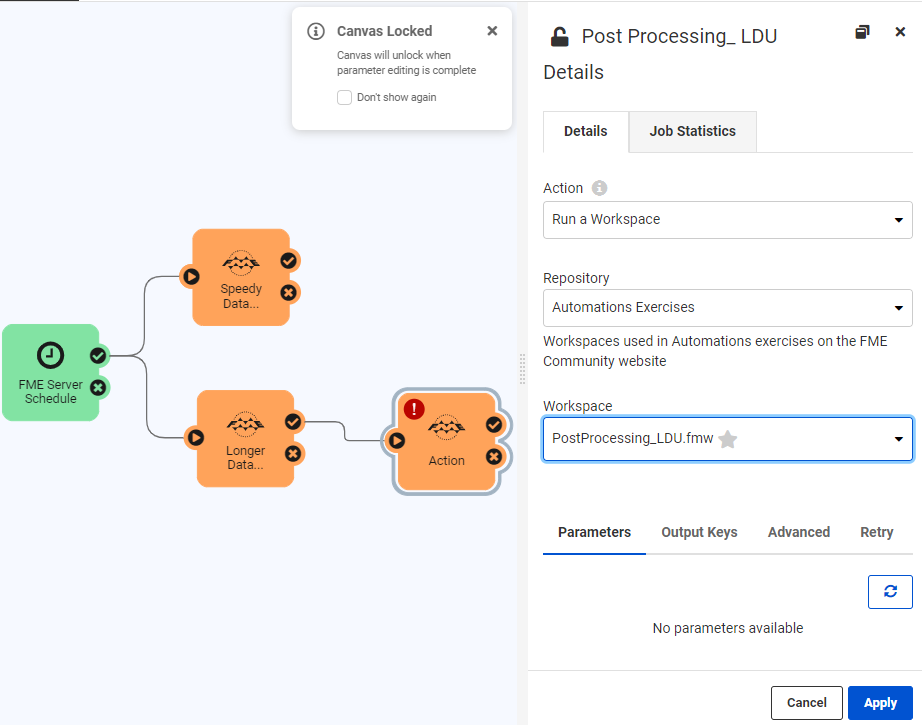 Canvas Locked
Canvas will unlock when
parameter editing is complete
Don't show again
Speedy
Data...
FME Server
Schedule
Longer
Data...
!
Action
Post Processing_ LDU
Details
Details
Job Statistics
Action
Run a Workspace
Repository
Automations Exercises
Workspaces used in Automations exercises on the FME
Community website
Workspace
PostProcessing_LDU.fmw
Parameters
Output Keys
Advanced
Retry
No parameters available
Cancel
Apply